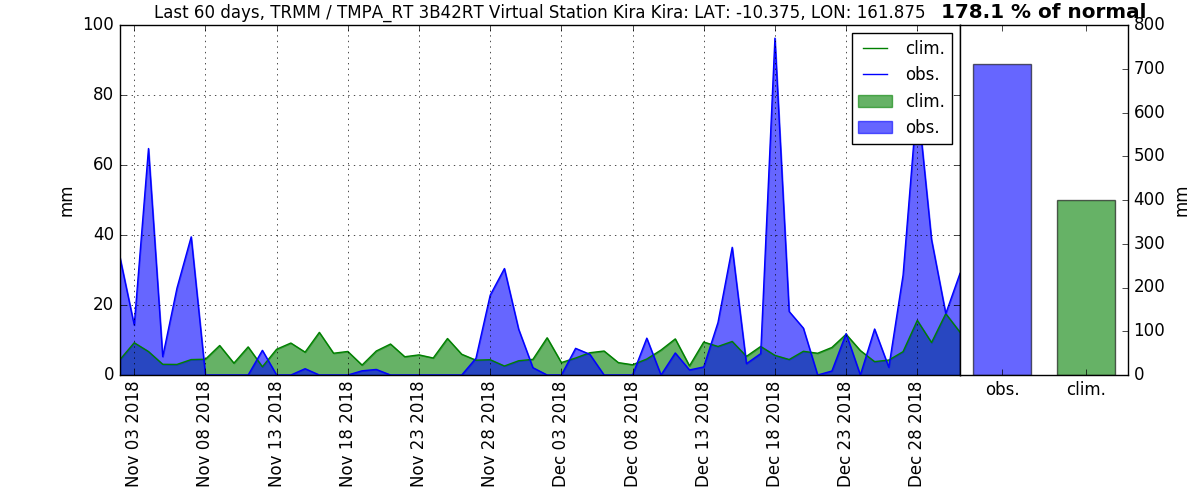 Last 60 days, TRMM / TMPA_RT 3B42RT Virtual Station Kira Kira: LAT: -10.375, LON: 161.875 178.1 % of normal
100
80
60
40
20
0
mm
clim.
obs.
clim.
obs.
800
700
600
500
400
300
200
100
0
mm
obs.
clim.
Nov 03 2018
Nov 08 2018
Nov 13 2018
Nov 18 2018
Nov 23 2018
Nov 28 2018
Dec 03 2018
Dec 08 2018
Dec 13 2018
Dec 18 2018
Dec 23 2018
Dec 28 2018